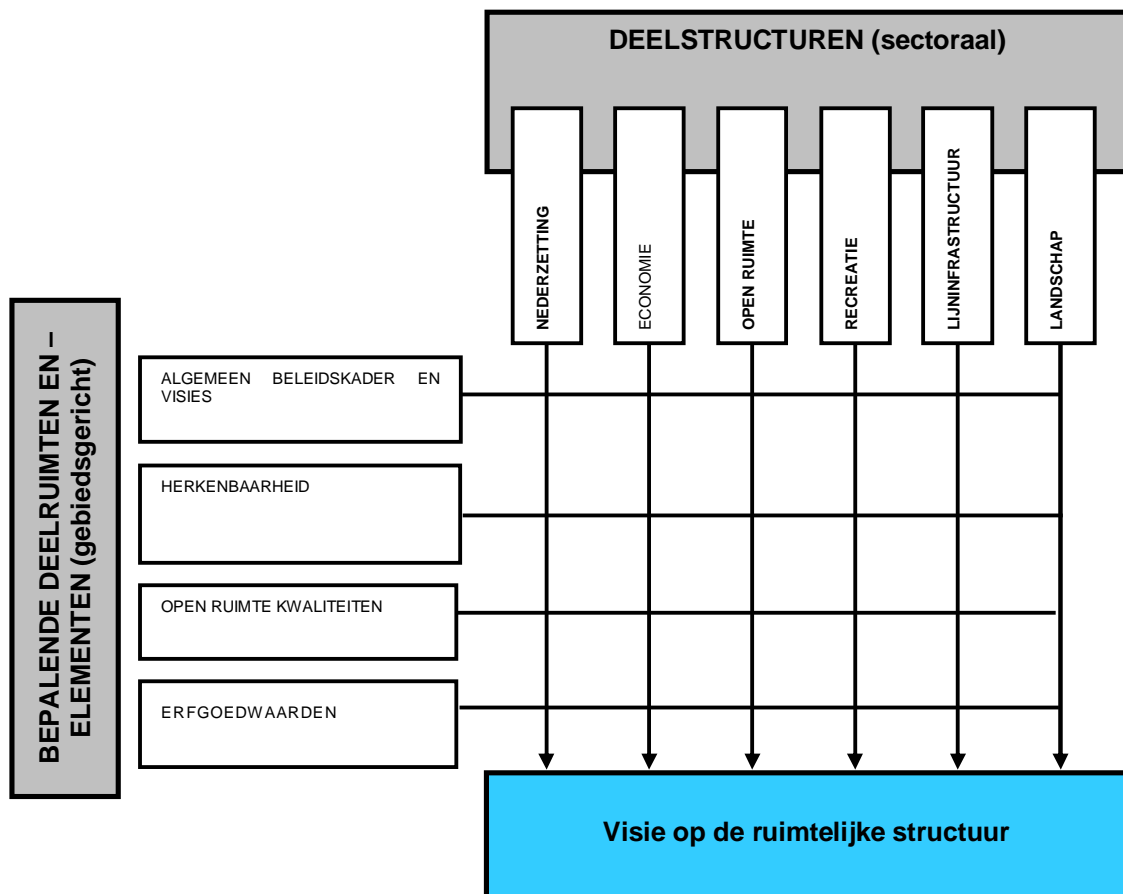 DEELSTRUCTUREN (sectoraal)
NEDERZETTING
ECONOMIE
OPEN RUIMTE
RECREATIE
LIJNINFRASTRUCTUUR
LANDSCHAP
BEPALENDE DEELRUIMTEN EN –
ELEMENTEN (gebiedsgericht)
ALGEMEEN BELEIDSKADER EN
VISIES
HERKENBAARHEID
OPEN RUIMTE KWALITEITEN
ERFGOEDWAARDEN
Visie op de ruimtelijke structuur